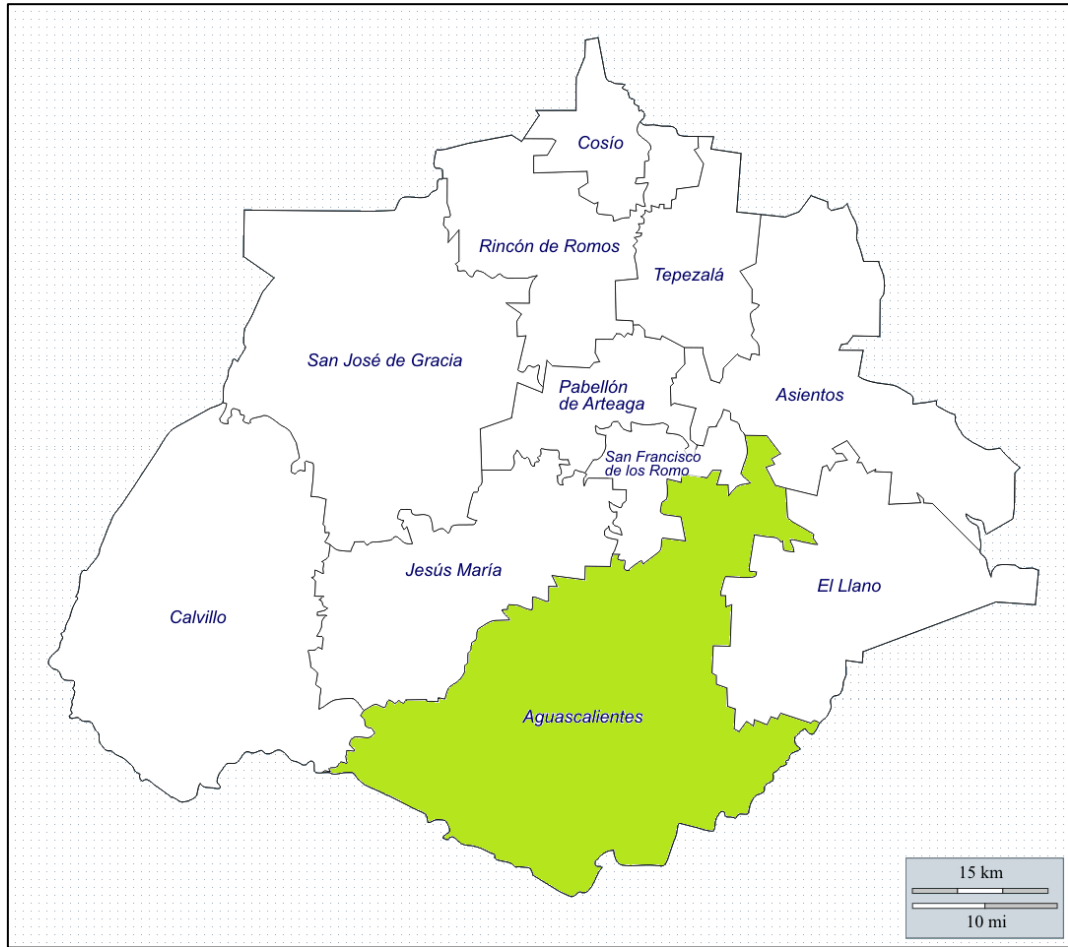 Cosío
Rincón de Romos
Tepezalá
San José de Gracia
Pabellón
de Arteaga
Asientos
San Francisco
de los Romo
Jesús María
El Llano
Calvillo
Aguascalientes
15 km
10 mi